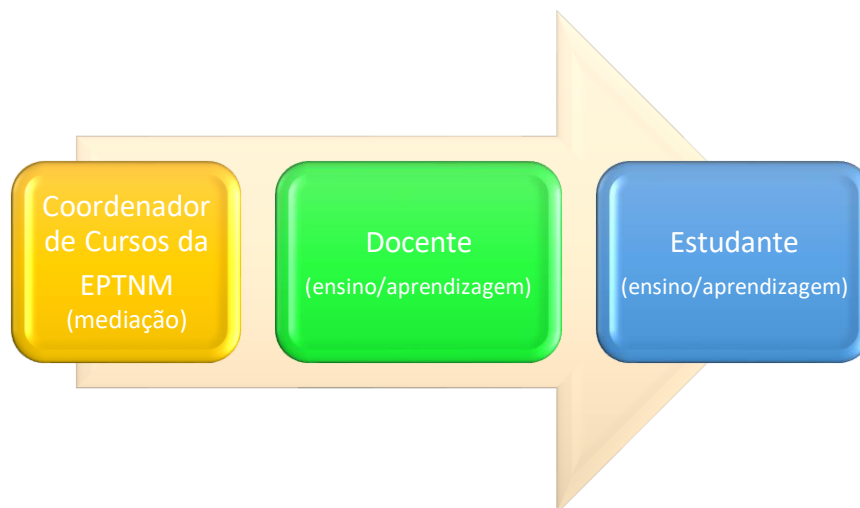 Coordenador
de Cursos da
EPTNM
(mediação)
Docente
(ensino/aprendizagem)
Estudante
(ensino/aprendizagem)